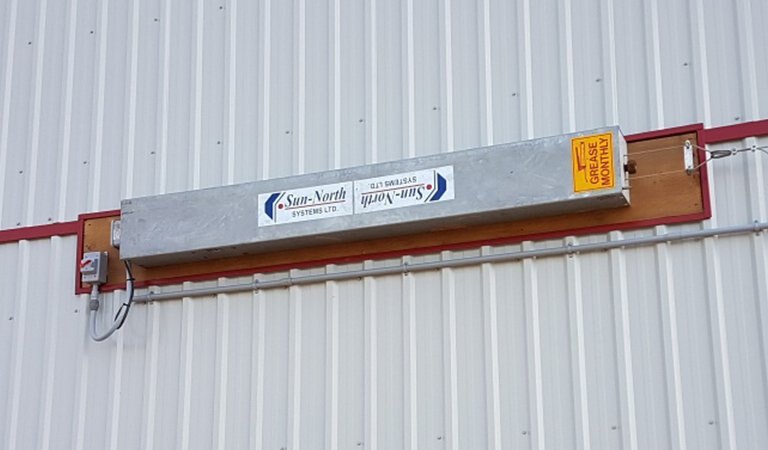 Sun-North
SYSTEMS LTD.
Sun-North
SYSTEMS LTD.
GREASE
MONTHLY